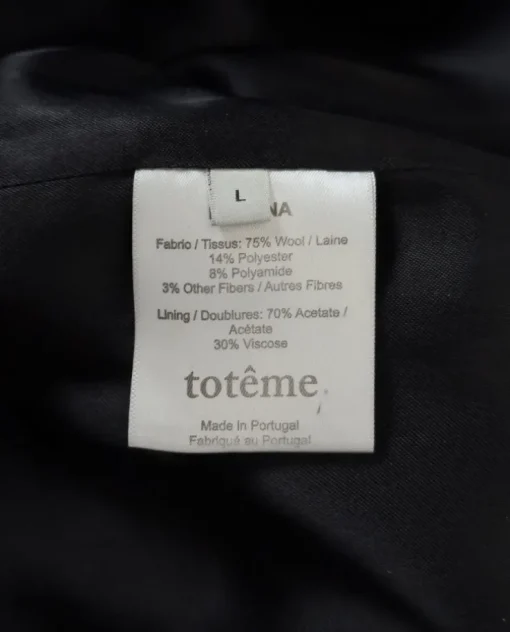 L
Fabric / Tissus: 75% Wool / Laine
14% Polyester
8% Polyamide
3% Other Fibers / Autres Fibres
Lining / Doublures: 70% Acetate /
Acétate
30% Viscose
totême
Made in Portugal
Fabriqué au Portugal